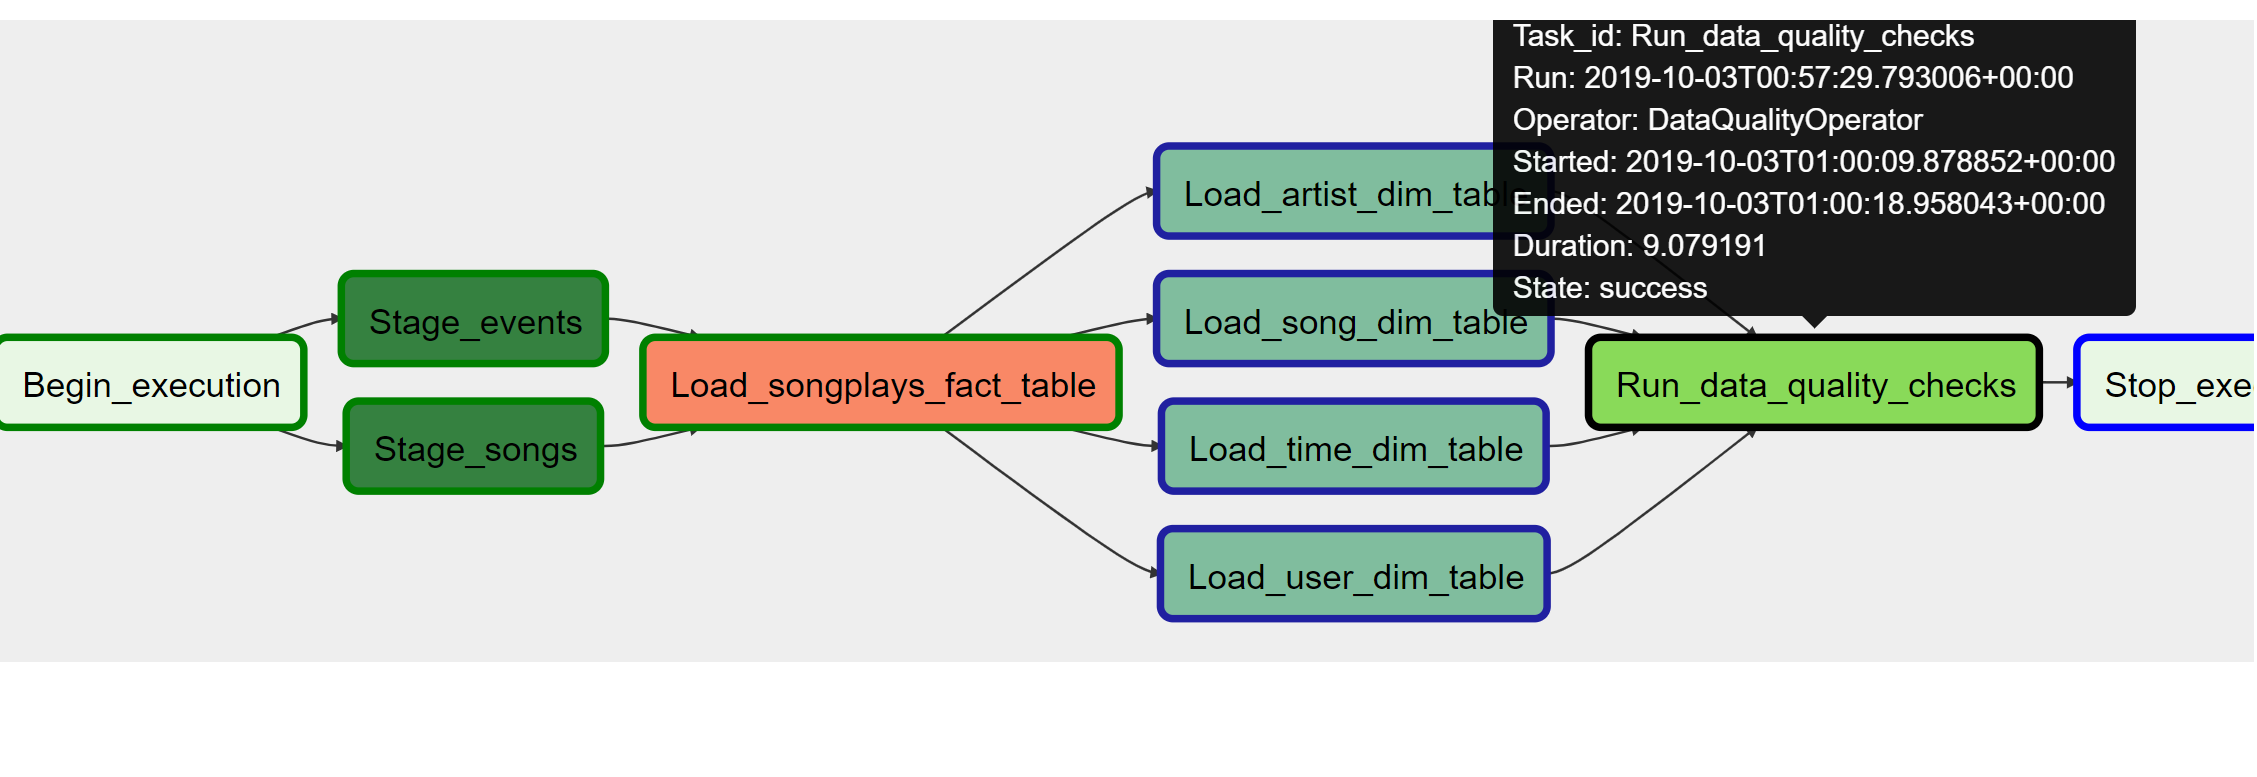 Task_id: Run_data_quality_checks
Run: 2019-10-03T00:57:29.793006+00:00
Operator: DataQualityOperator
Started: 2019-10-03T01:00:09.878852+00:00
Ended: 2019-10-03T01:00:18.958043+00:00
Duration: 9.079191
State: success
Begin_execution
Stage_events
Stage_songs
Load_songplays_fact_table
Load_artist_dim_table
Load_song_dim_table
Load_time_dim_table
Load_user_dim_table
Run_data_quality_checks
Stop_exe